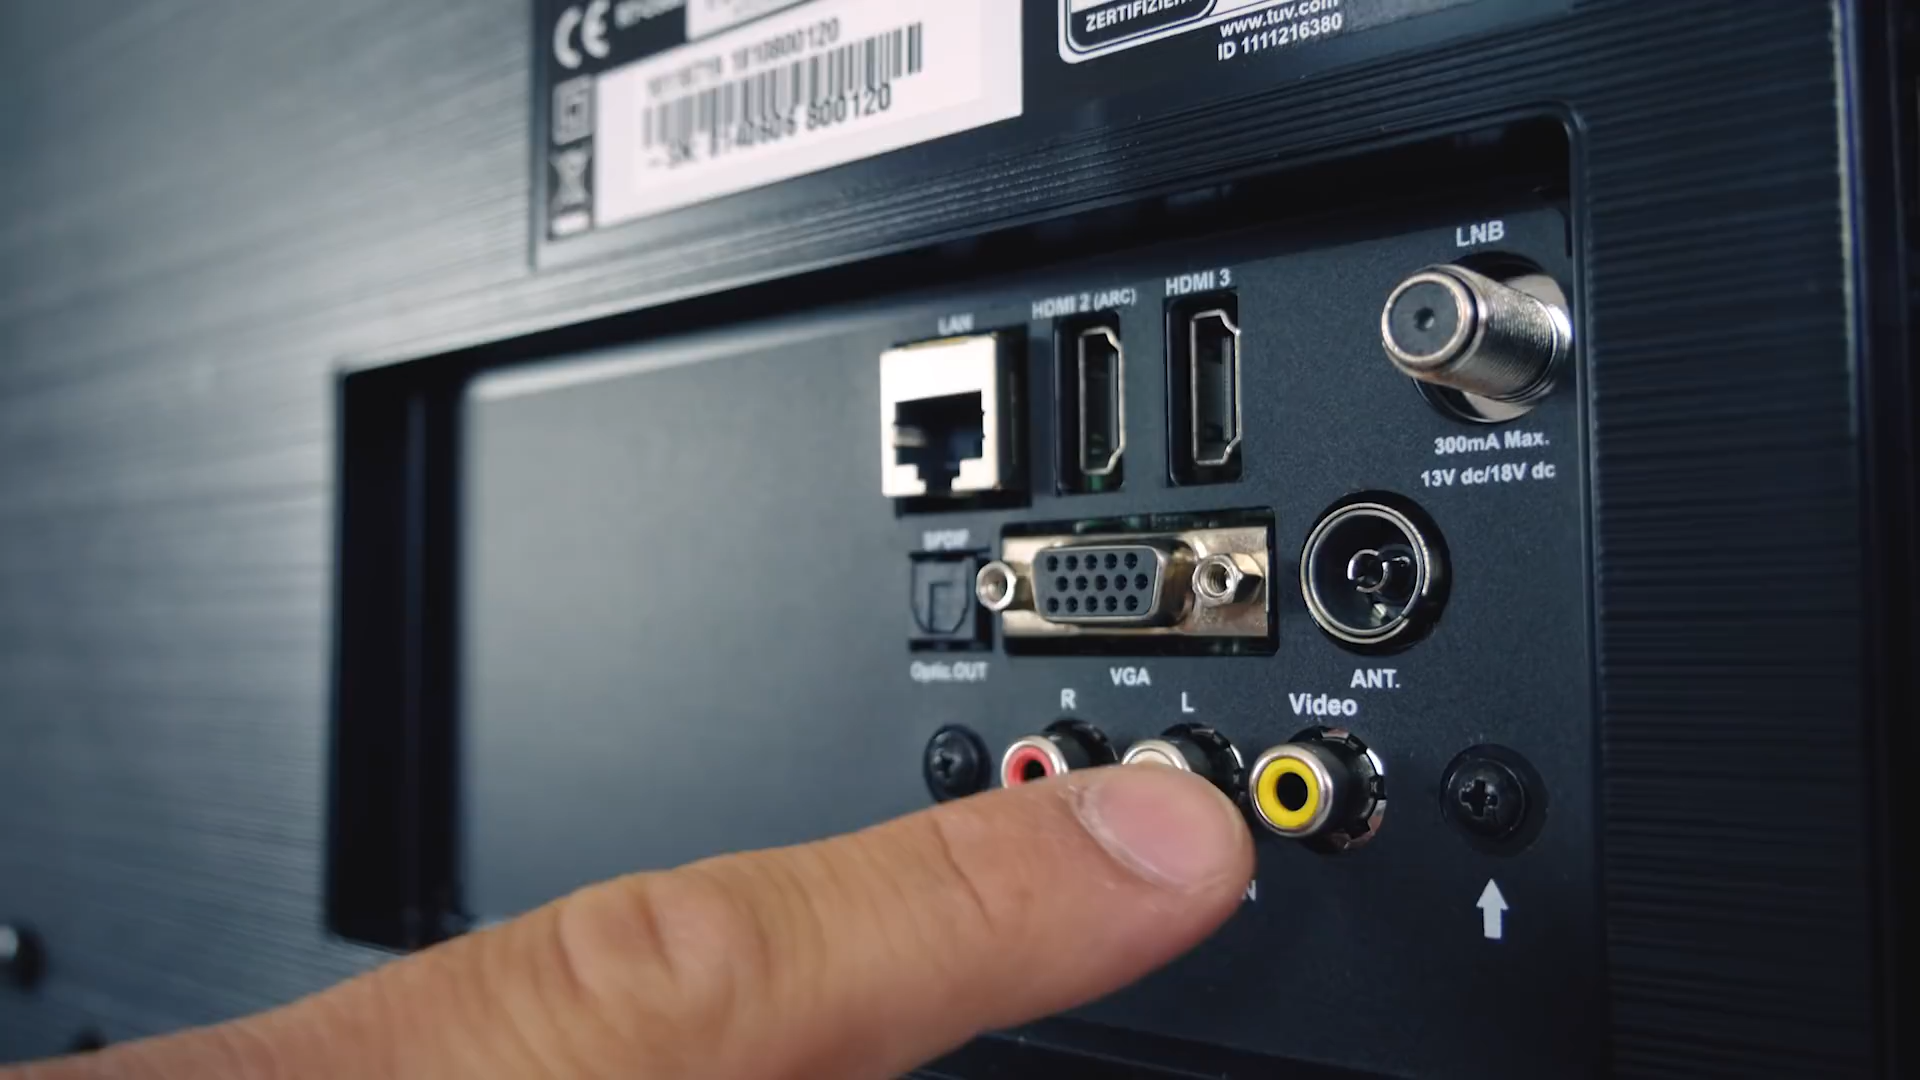 CE
ZERTIFIZIERT
www.tuv.com
ID 1111216380
800120
LNB
HDMI 3
HDMI 2 (ARC)
LAN
300mA Max.
13V dc/18V dc
SPDIF
Optic.OUT
VGA
ANT.
R
L
Video
N